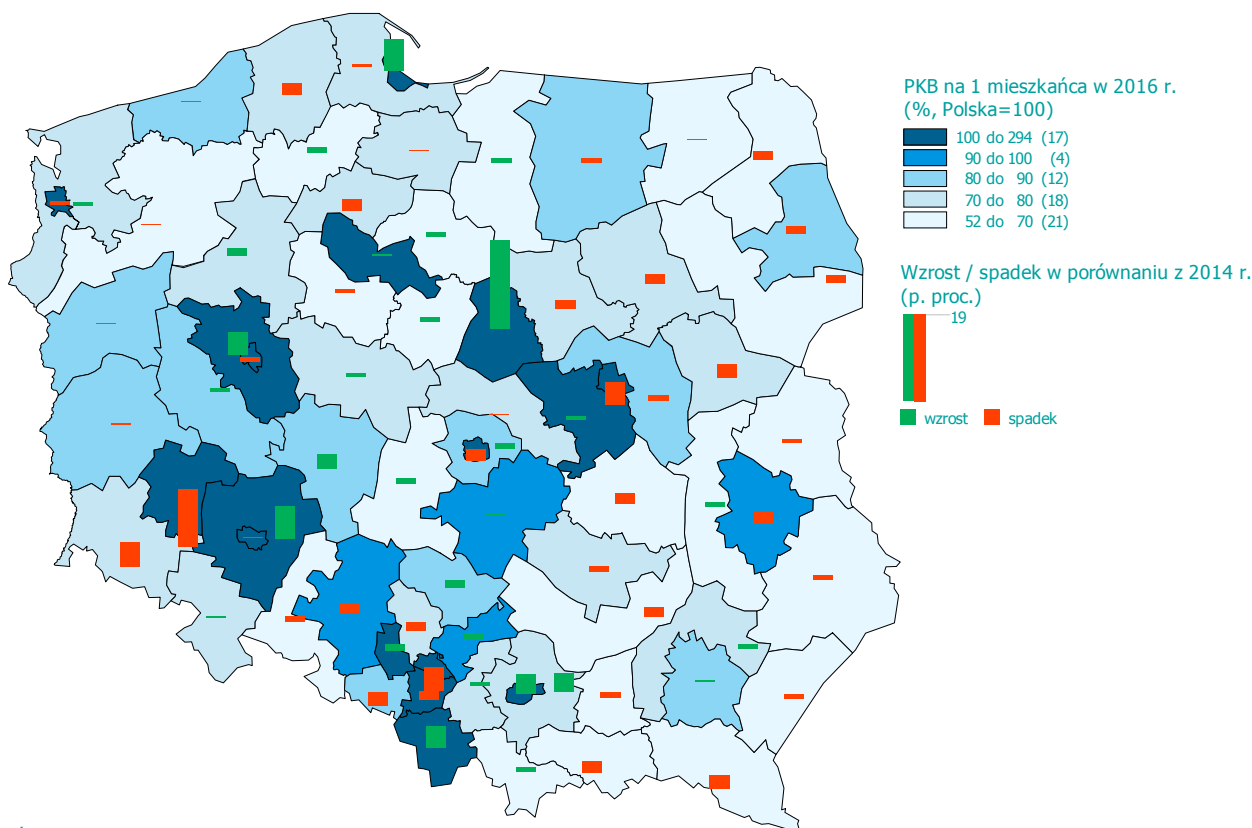 PKB na 1 mieszkańca w 2016 r.
(%, Polska=100)
100 do 294 (17)
90 do 100 (4)
80 do 90 (12)
70 do 80 (18)
52 do 70 (21)
Wzrost / spadek w porównaniu z 2014 r.
(p. proc.)
19
wzrost spadek